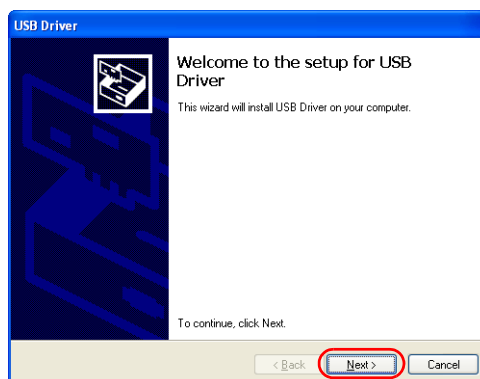 USB Driver
Welcome to the setup for USB
Driver
This wizard will install USB Driver on your computer.
To continue, click Next.
< Back
Next >
Cancel